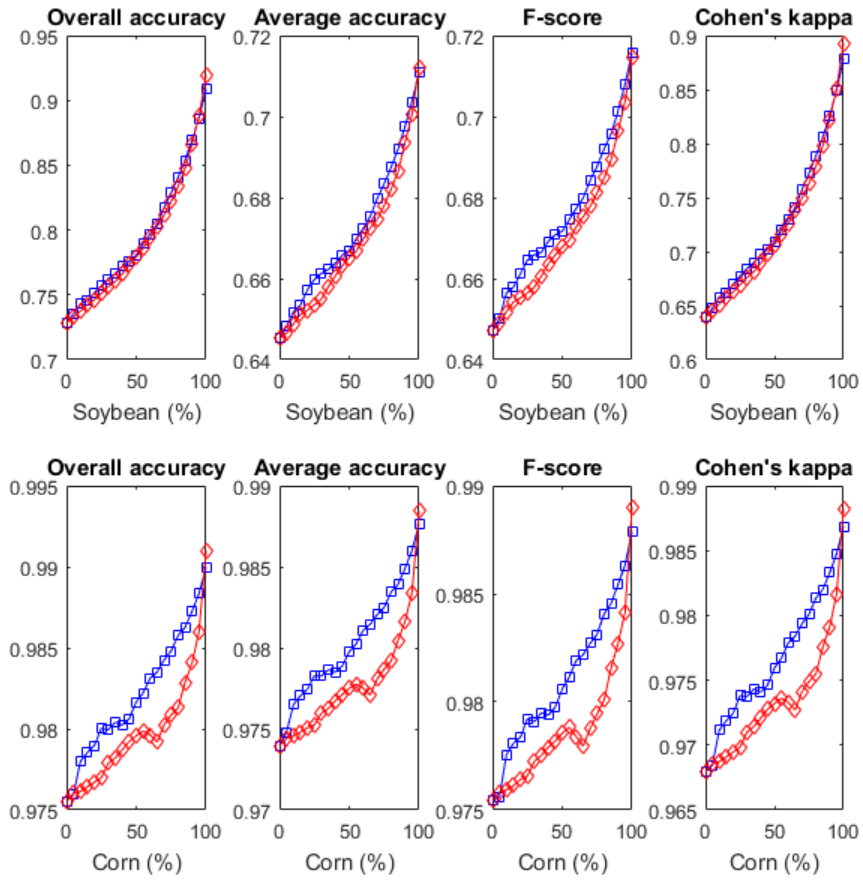 Overall accuracy Average accuracy F-score Cohen's kappa
0.95 0.72 0.72 0.9
0.9 0.7 0.7 0.85
0.85 0.68 0.68 0.8
0.8 0.66 0.66 0.75
0.75 0.64 0.64 0.7
0.7 0.65
0.6
0 50 100 0 50 100 0 50 100 0 50 100
Soybean (%) Soybean (%) Soybean (%) Soybean (%)
Overall accuracy Average accuracy F-score Cohen's kappa
0.995 0.99 0.99 0.99
0.99 0.985 0.985 0.985
0.985 0.98 0.98 0.98
0.98 0.975 0.975 0.975
0.975 0.97 0.97
0.965
0 50 100 0 50 100 0 50 100 0 50 100
Corn (%) Corn (%) Corn (%) Corn (%)